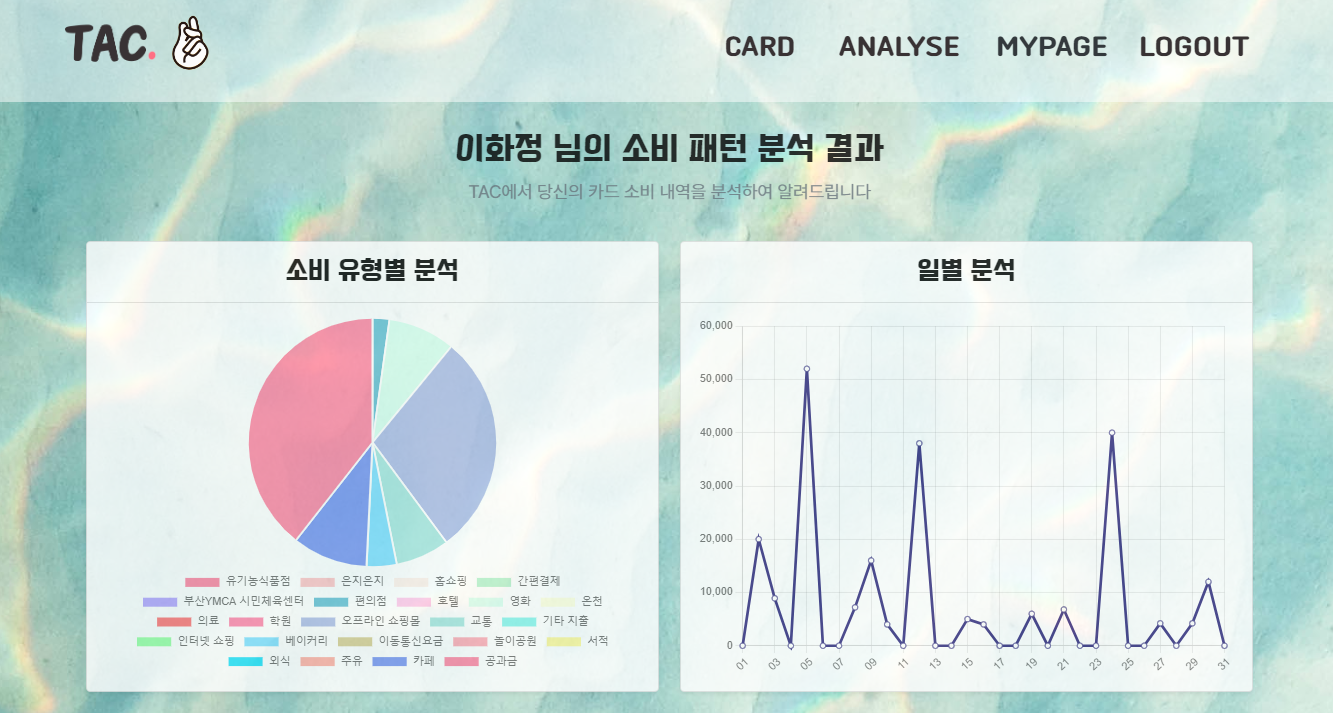 TAC.
CARD ANALYSE MYPAGE LOGOUT
이화정 님의 소비 패턴 분석 결과
TAC에서 당신의 카드 소비 내역을 분석하여 알려드립니다
소비 유형별 분석
유기농식품점 은지은지 홈쇼핑 간편결제
부산YMCA 시민체육센터 편의점 호텔 영화 온천
의료 학원 오프라인 쇼핑몰 교통 기타 지출
인터넷 쇼핑 베이커리 이동통신요금 놀이공원 서적
외식 주유 카페 공과금
일별 분석
60,000
50,000
40,000
30,000
20,000
10,000
0
01 03 05 07 09 11 13 15 17 19 21 23 25 27 29 31